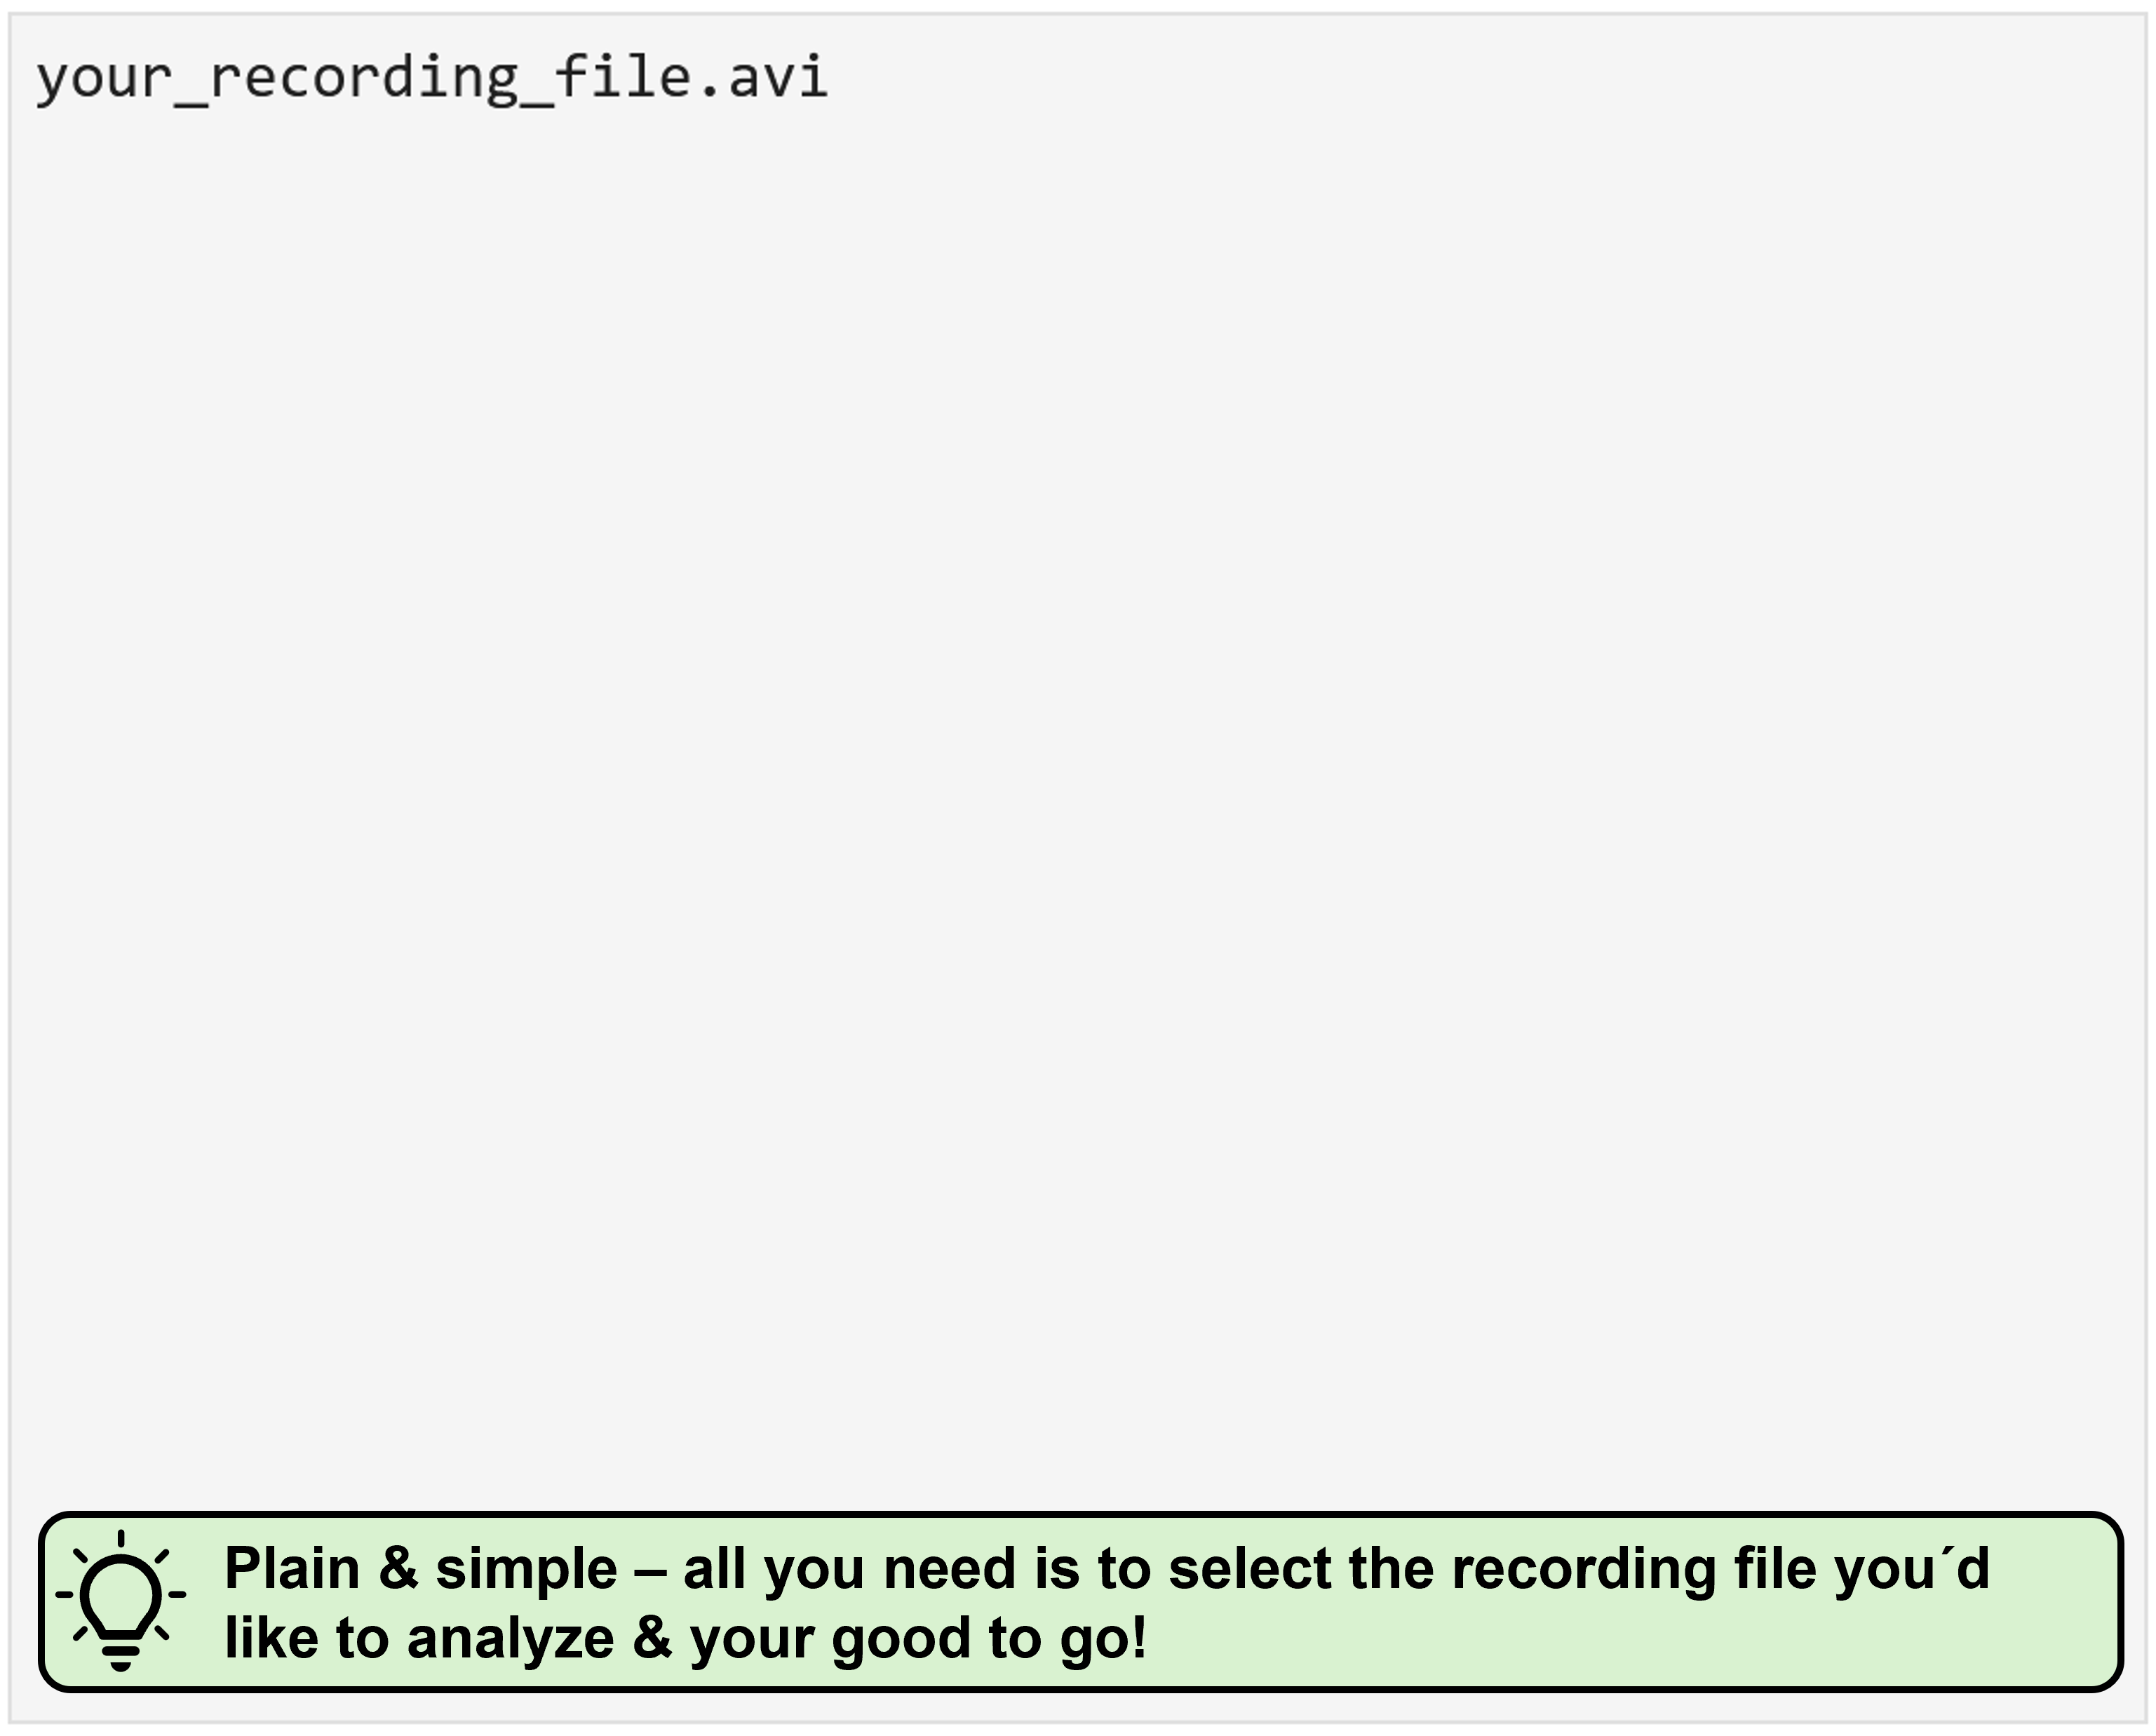 your_recording_file.avi
Plain & simple – all you need is to select the recording file you´d
like to analyze & your good to go!